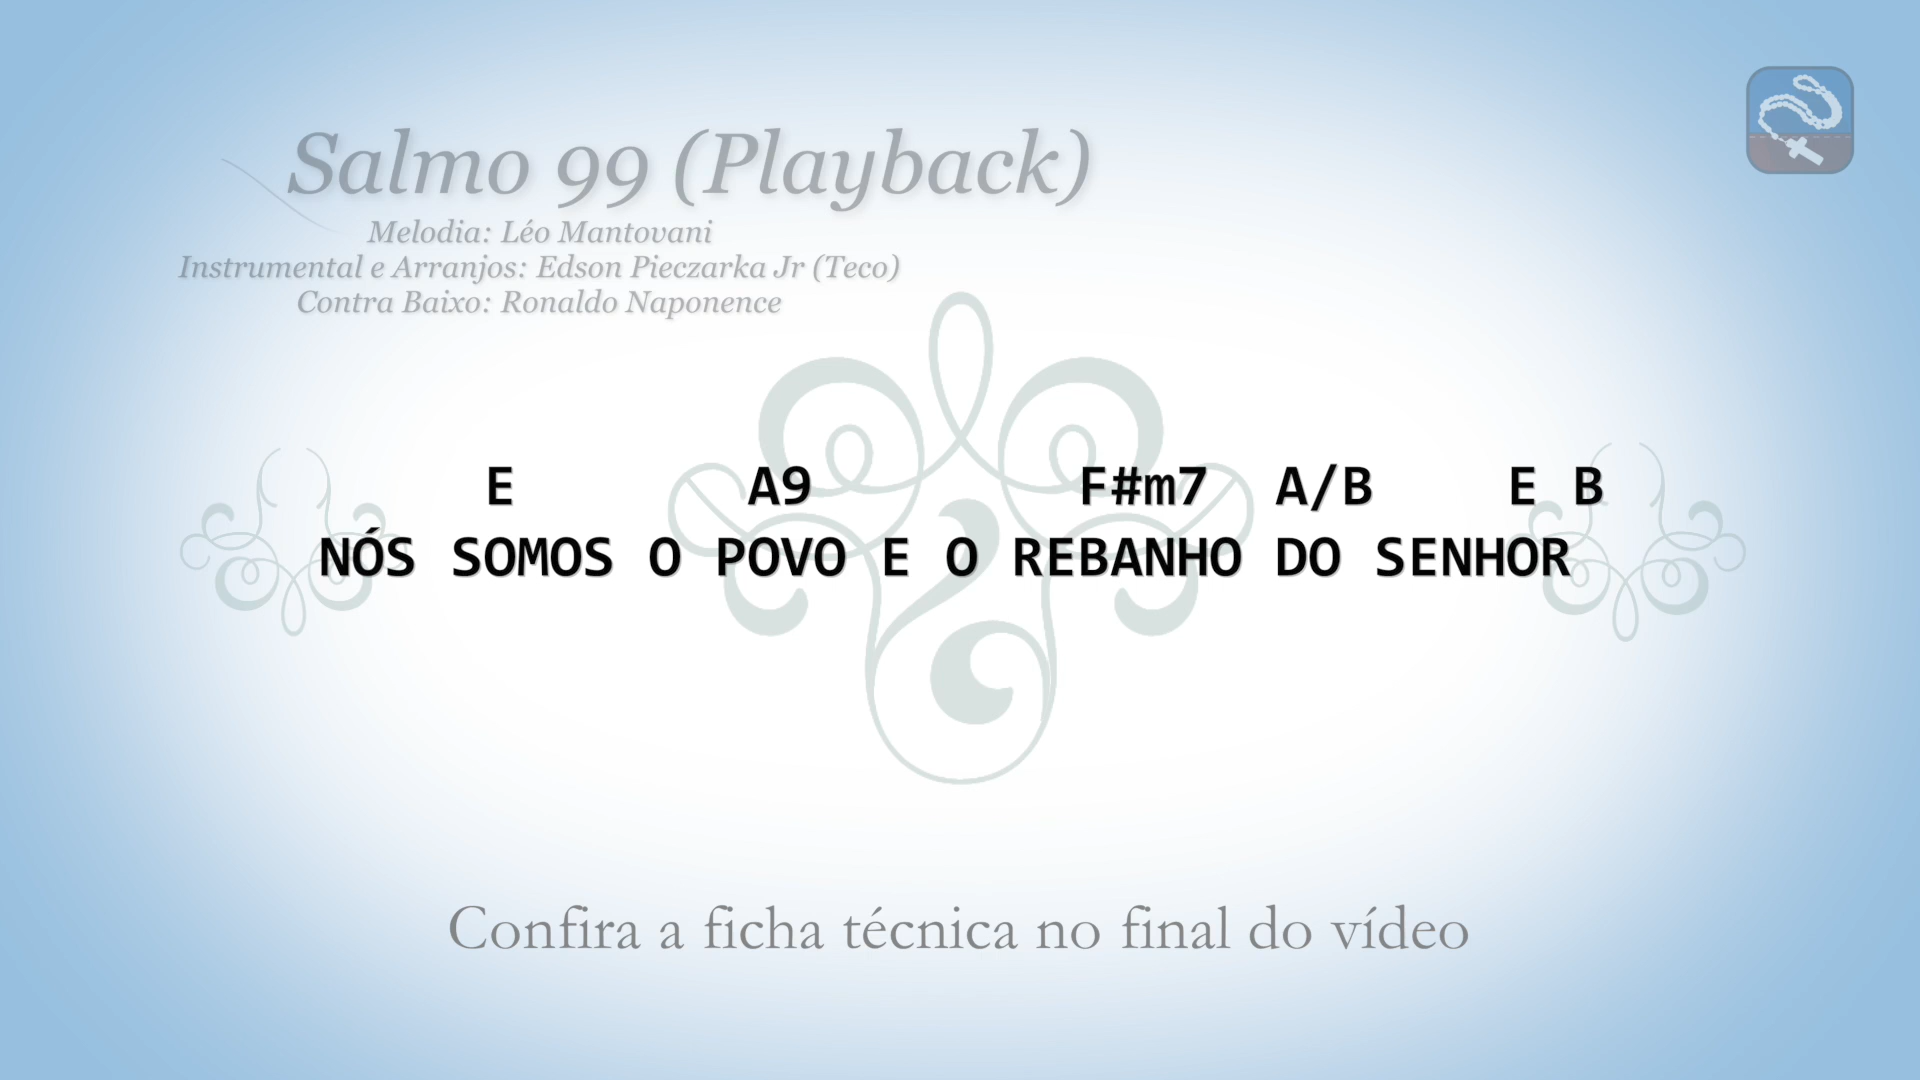 Salmo 99 (Playback)
Melodia: Léo Mantovani
Instrumental e Arranjos: Edson Pieczarka Jr (Teco)
Contra Baixo: Ronaldo Naponence
E A9 F#m7 A/B E B
NÓS SOMOS O POVO E O REBANHO DO SENHOR
Confira a ficha técnica no final do vídeo